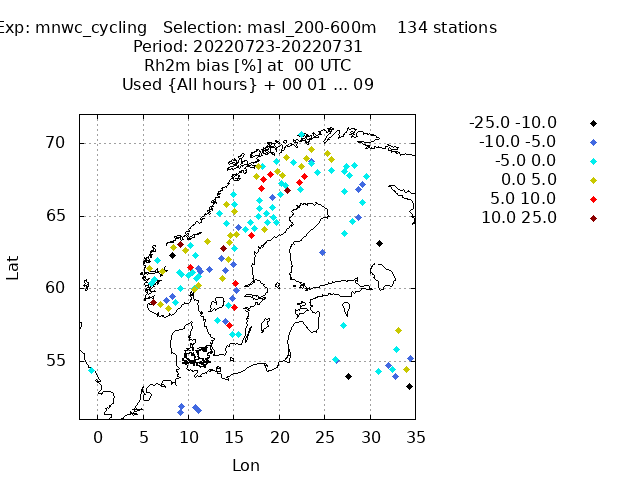 Exp: mnwc_cycling Selection: masl_200-600m 134 stations
Period: 20220723-20220731
Rh2m bias [%] at 00 UTC
Used {All hours} + 00 01 ... 09
-25.0 -10.0
-10.0 -5.0
-5.0 0.0
0.0 5.0
5.0 10.0
10.0 25.0
70
65
60
55
Lat
0 5 10 15 20 25 30 35
Lon